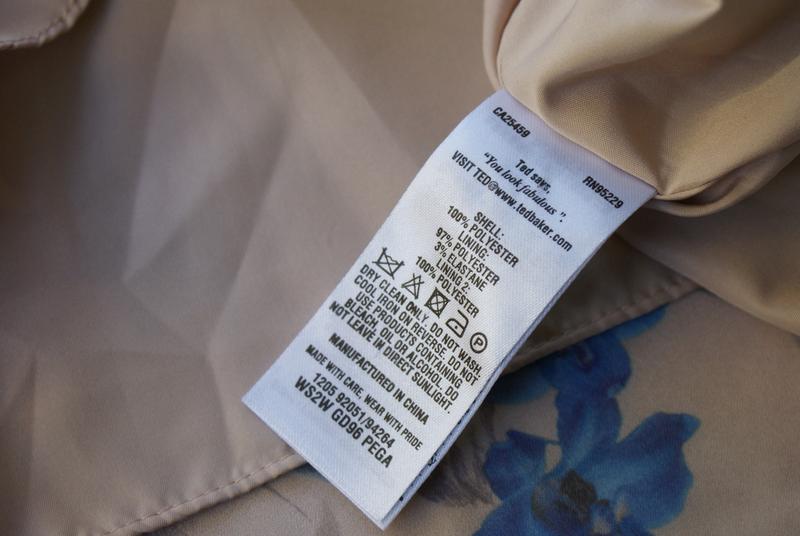 CA25459
RN95229
Ted says,
"You look fabulous".
VISIT TED@www.tedbaker.com
SHELL:
100% POLYESTER
LINING:
97% POLYESTER
3% ELASTANE
LINING 2:
100% POLYESTER
P
DRY CLEAN ONLY. DO NOT WASH.
COOL IRON ON REVERSE. DO NOT
USE PRODUCTS CONTAINING
BLEACH, OIL OR ALCOHOL. DO
NOT LEAVE IN DIRECT SUNLIGHT.
MANUFACTURED IN CHINA
MADE WITH CARE, WEAR WITH PRIDE
1205 92051/94264
WS2W GD96 PEGA